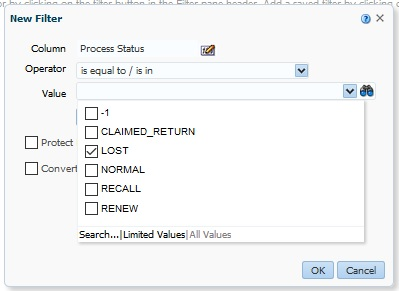 by clicking on the filter button in the Filter pane header. Add a saved filter by clicking o
New Filter
Column Process Status
Operator is equal to / is in
Value
-1
CLAIMED_RETURN
Protect LOST
Convert NORMAL
RECALL
RENEW
Search...|Limited Values|All Values
OK Cancel